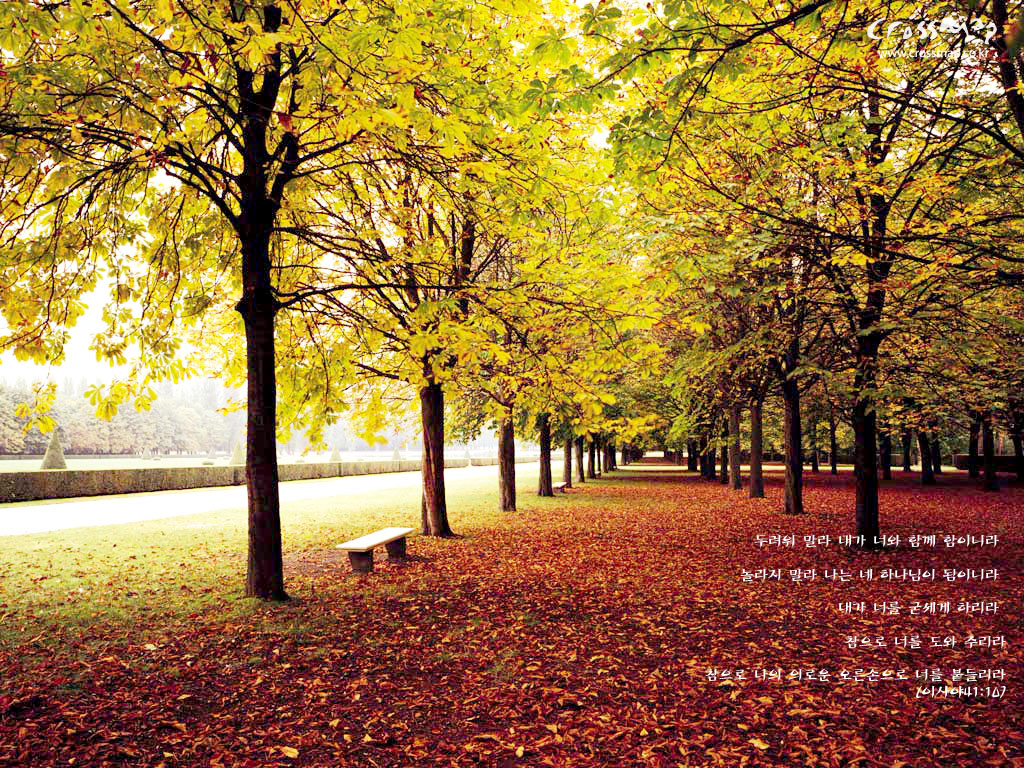 crossmap
www.crossmap.co.kr
두려워 말라 내가 너와 함께 함이니라
놀라지 말라 나는 네 하나님이 됨이니라
내가 너를 굳세게 하리라
참으로 너를 도와 주리라
참으로 나의 의로운 오른손으로 너를 붙들리라
[이사야41:10]